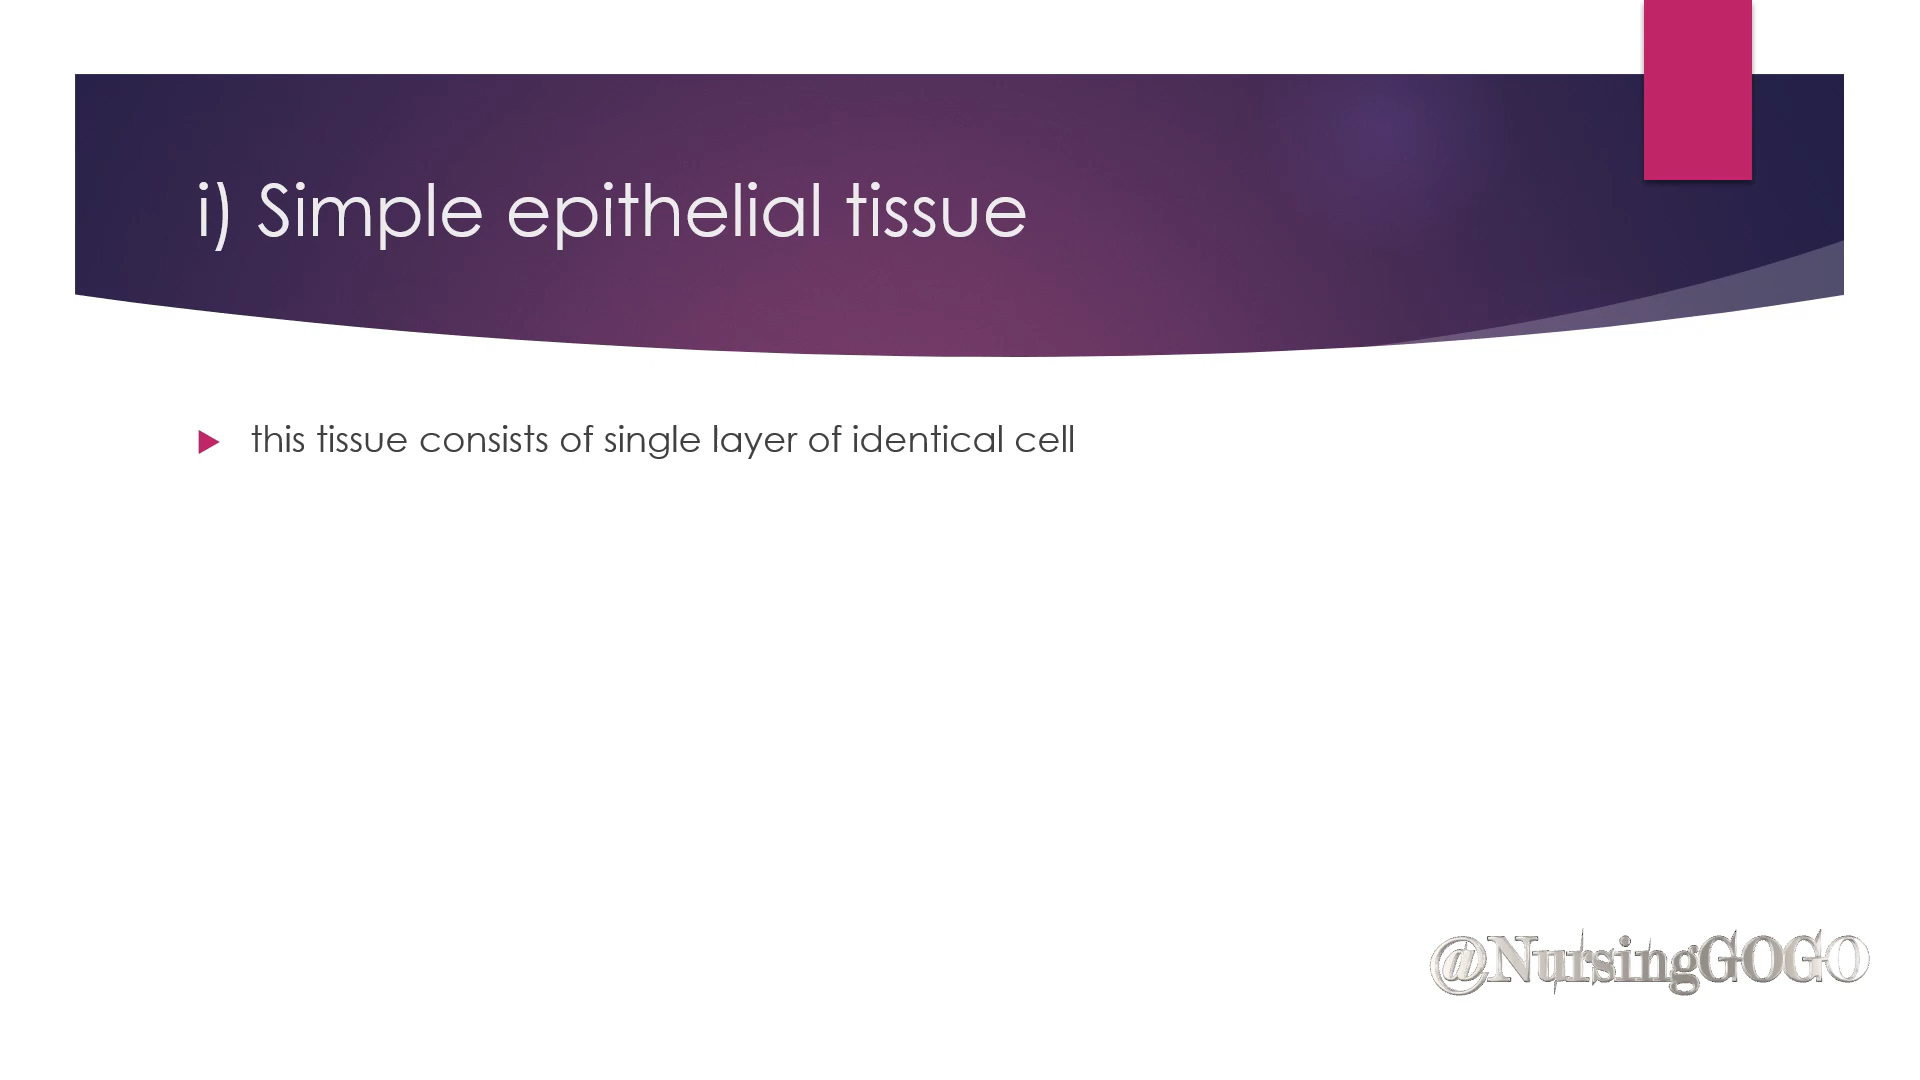 i) Simple epithelial tissue
this tissue consists of single layer of identical cell
@NursingGOGO